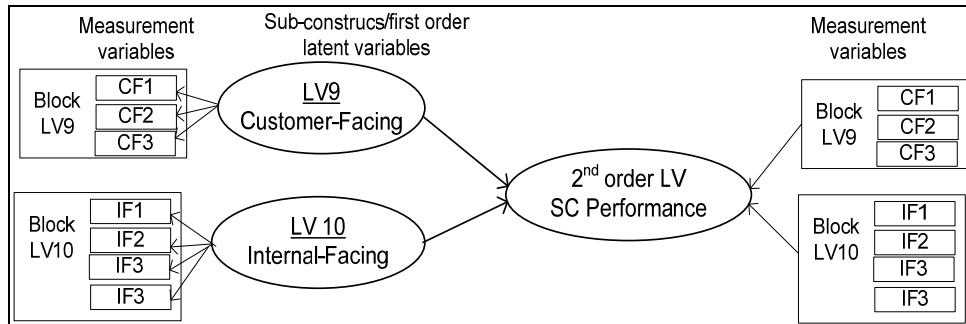 Measurement
variables
Sub-construcs/first order
latent variables
Measurement
variables
Block
LV9
CF1
CF2
CF3
LV9
Customer-Facing
Block
LV10
IF1
IF2
IF3
IF3
LV 10
Internal-Facing
2nd order LV
SC Performance
Block
LV9
CF1
CF2
CF3
Block
LV10
IF1
IF2
IF3
IF3